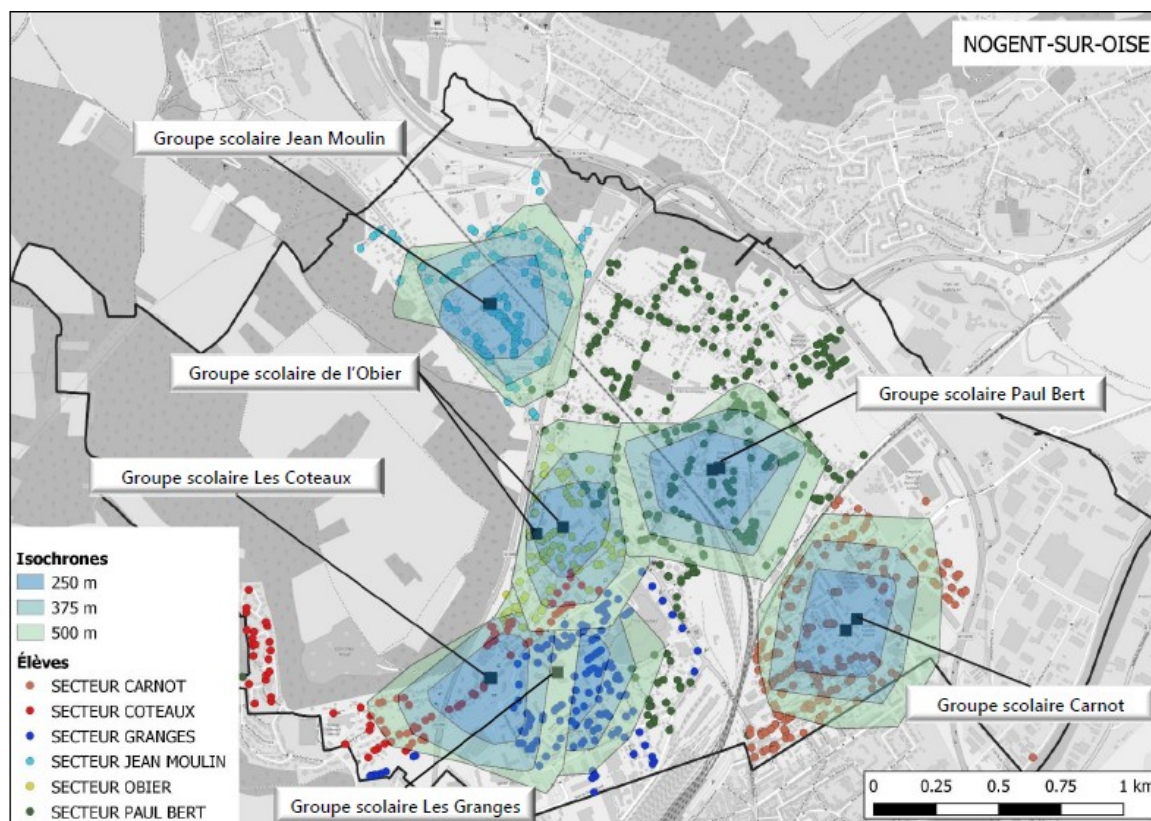 NOGENT-SUR-OISE
Groupe scolaire Jean Moulin
Groupe scolaire de l'Obier
Groupe scolaire Paul Bert
Groupe scolaire Les Coteaux
Groupe scolaire Carnot
Groupe scolaire Les Granges
Isochrones
250 m
375 m
500 m
Élèves
SECTEUR CARNOT
SECTEUR COTEAUX
SECTEUR GRANGES
SECTEUR JEAN MOULIN
SECTEUR OBIER
SECTEUR PAUL BERT
0 0.25 0.5 0.75 1 km